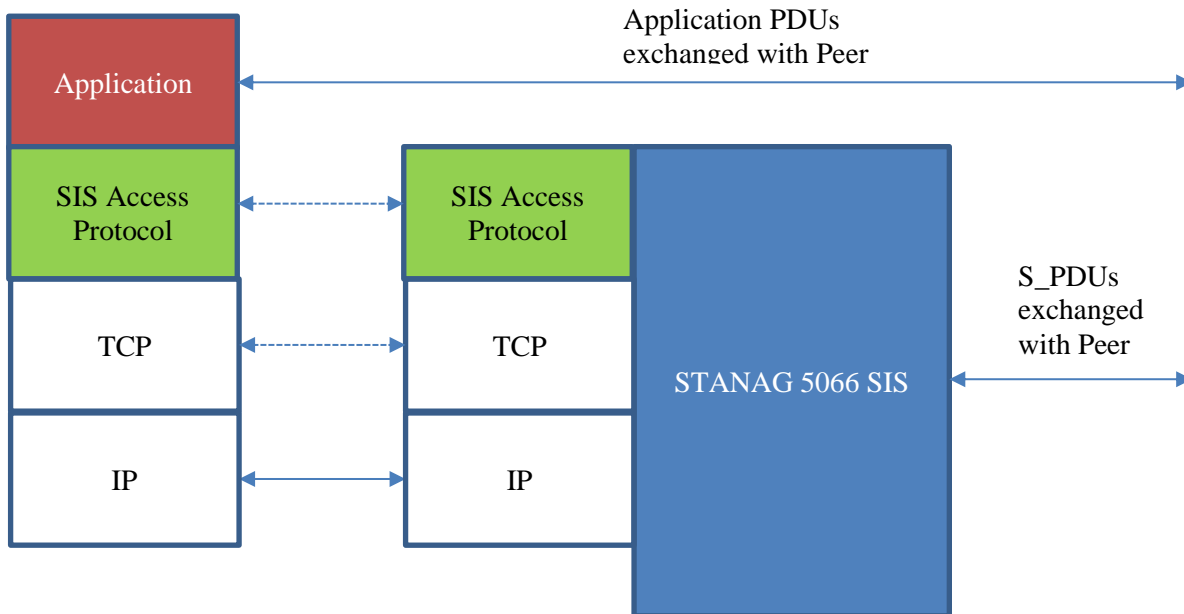 Application PDUs
exchanged with Peer
Application
SIS Access
Protocol
SIS Access
Protocol
S_PDUs
exchanged
with Peer
TCP
TCP
STANAG 5066 SIS
IP
IP